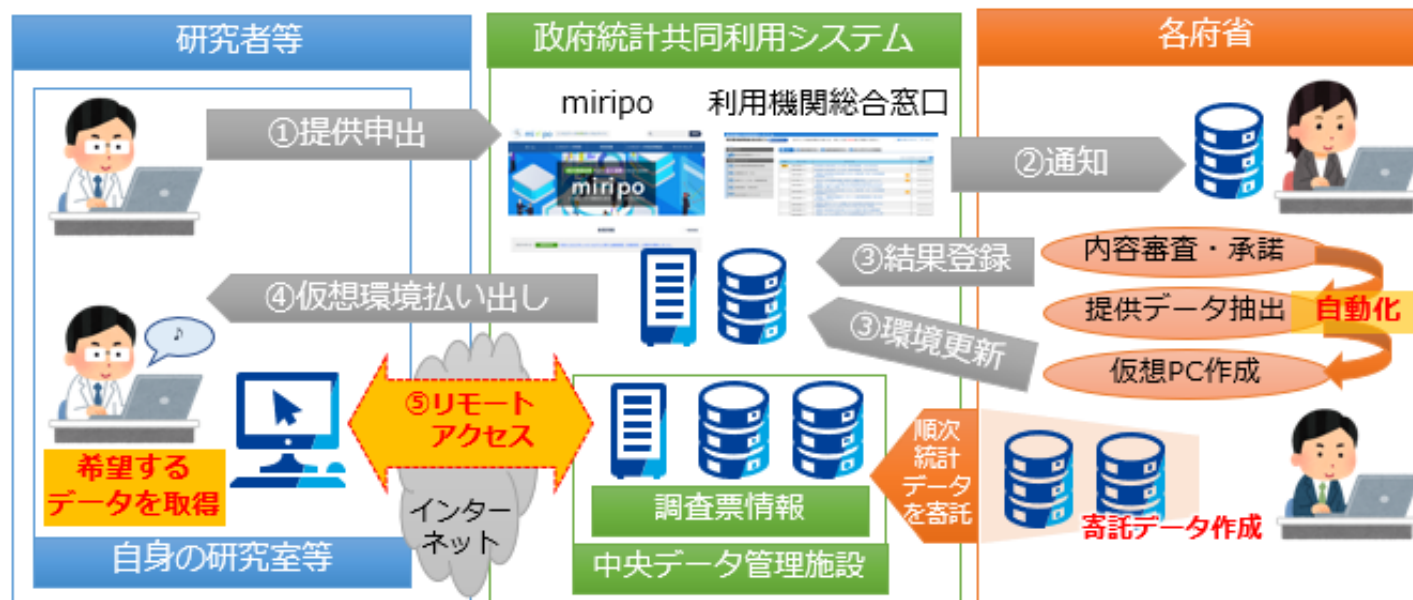 研究者等
政府統計共同利用システム
各府省
miripo
利用機関総合窓口
①提供申出
miripo
miripo
②通知
内容審査・承諾
③結果登録
提供データ抽出
自動化
③環境更新
仮想PC作成
④仮想環境払い出し
♪
⑤リモート
アクセス
希望する
データを取得
インター
ネット
自身の研究室等
調査票情報
中央データ管理施設
順次
統計
データ
を寄託
寄託データ作成